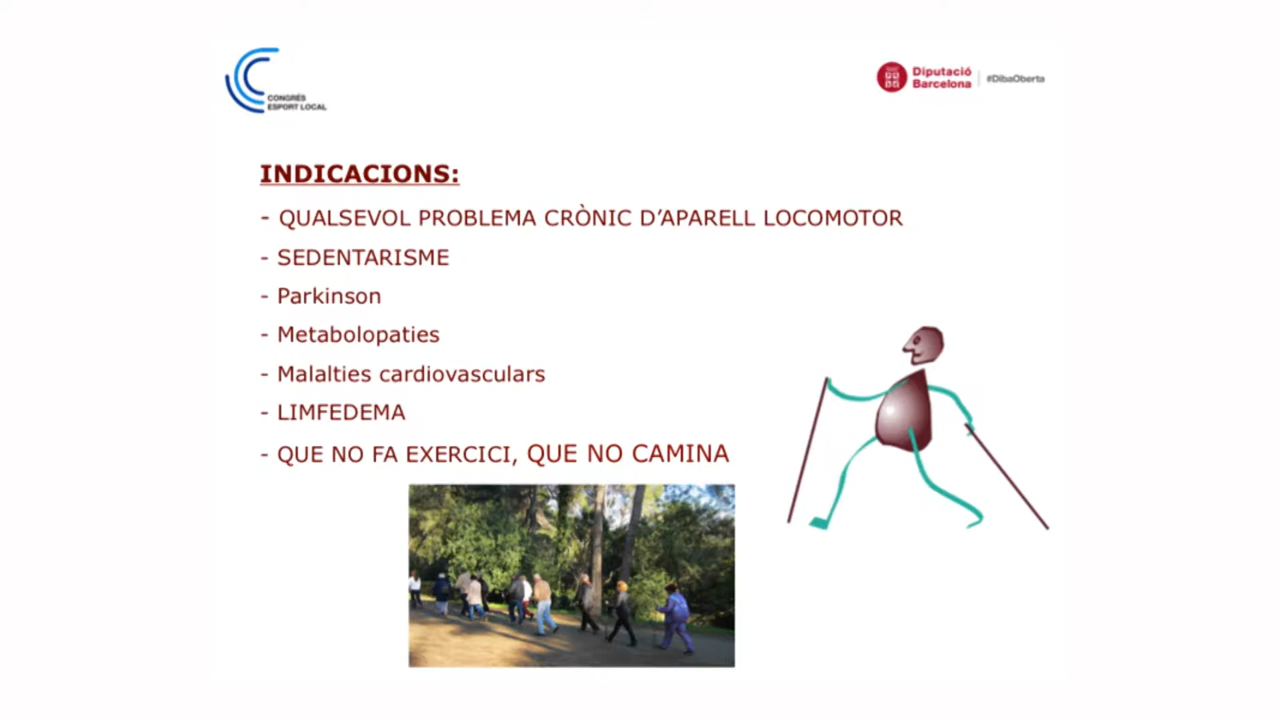 CONGRÉS
ESPORT LOCAL
Diputació
Barcelona
#DibaOberta
INDICACIONS:
- QUALSEVOL PROBLEMA CRÒNIC D’APARELL LOCOMOTOR
- SEDENTARISME
- Parkinson
- Metabolopaties
- Malalties cardiovasculars
- LIMFEDEMA
- QUE NO FA EXERCICI, QUE NO CAMINA